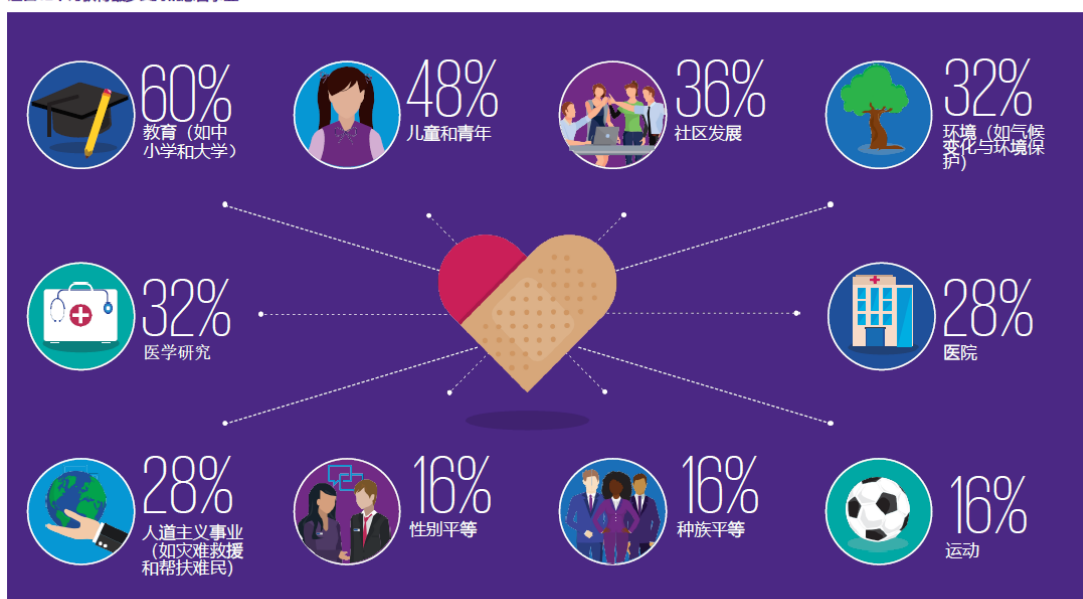 60%
教育（如中
小学和大学）
48%
儿童和青年
36%
社区发展
32%
环境（如气候
变化与环境保
护）
32%
医学研究
28%
医院
28%
人道主义事业
（如灾难救援
和帮扶难民）
16%
性别平等
16%
种族平等
16%
运动